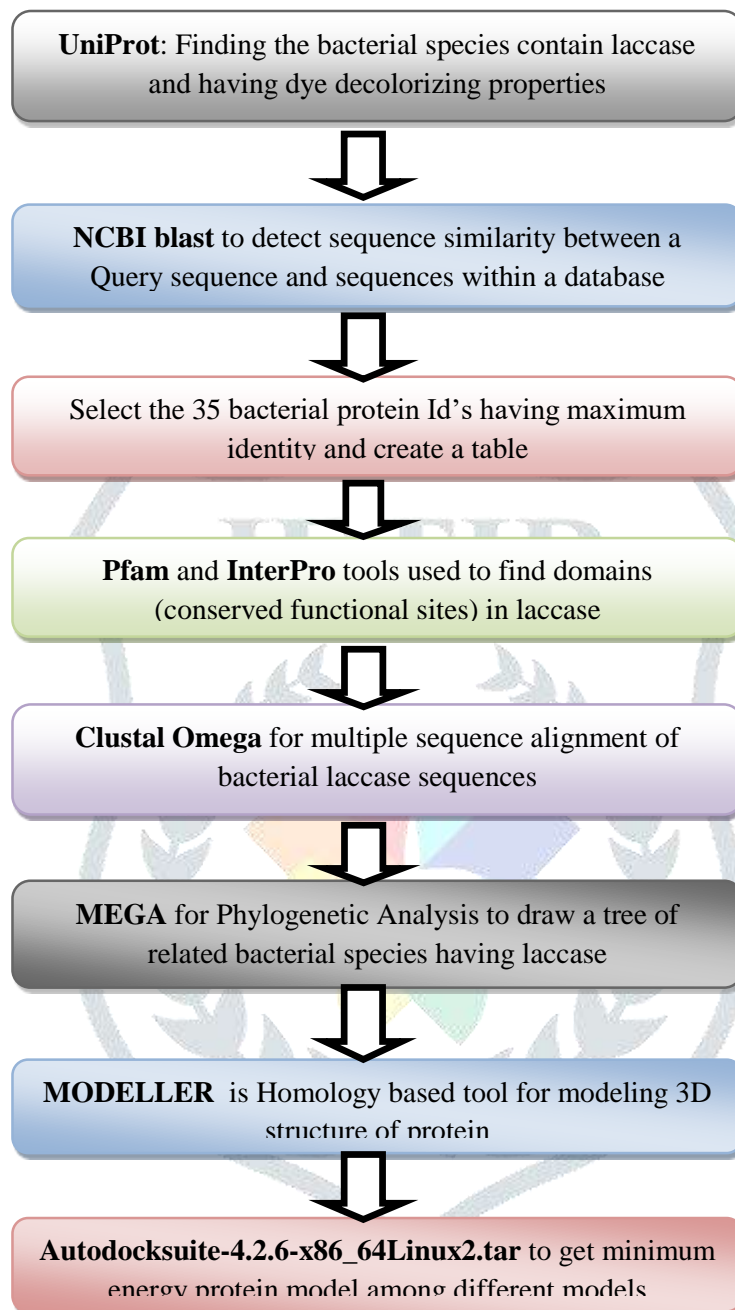 UniProt: Finding the bacterial species contain laccase
and having dye decolorizing properties
NCBI blast to detect sequence similarity between a
Query sequence and sequences within a database
Select the 35 bacterial protein Id's having maximum
identity and create a table
Pfam and InterPro tools used to find domains
(conserved functional sites) in laccase
Clustal Omega for multiple sequence alignment of
bacterial laccase sequences
MEGA for Phylogenetic Analysis to draw a tree of
related bacterial species having laccase
MODELLER is Homology based tool for modeling 3D
structure of protein
Autodocksuite-4.2.6-x86_64Linux2.tar to get minimum
energy protein model among different models